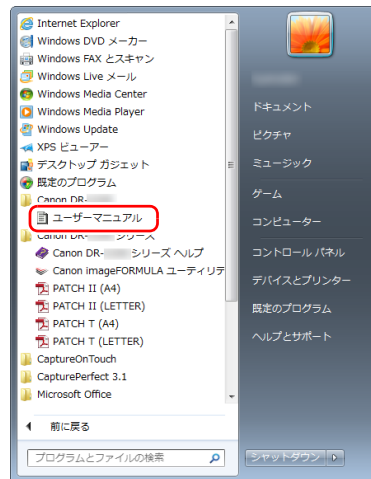 Internet Explorer
Windows DVD メーカー
Windows FAX とスキャン
Windows Live メール
Windows Media Center
Windows Media Player
Windows Update
XPS ビューアー
デスクトップ ガジェット
既定のプログラム
Canon DR-
ユーザーマニュアル
Canon DR- シリーズ
Canon DR- シリーズ ヘルプ
Canon imageFORMULA ユーティリテ
PATCH II (A4)
PATCH II (LETTER)
PATCH T (A4)
PATCH T (LETTER)
CaptureOnTouch
CapturePerfect 3.1
Microsoft Office
前に戻る
プログラムとファイルの検索
ドキュメント
ピクチャ
ミュージック
ゲーム
コンピューター
コントロール パネル
デバイスとプリンター
既定のプログラム
ヘルプとサポート
シャットダウン